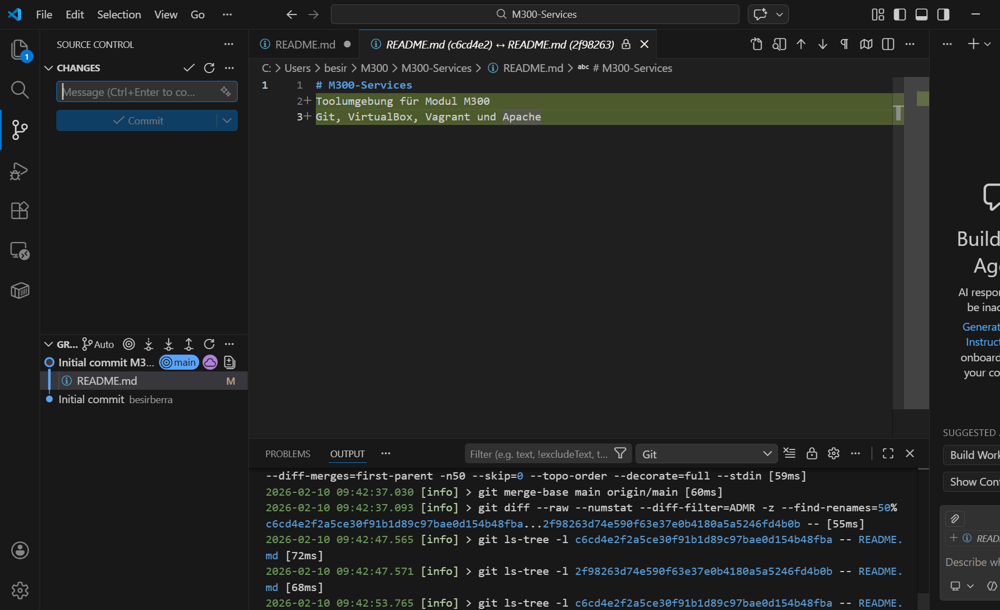 File Edit Selection View Go
M300-Services
1
SOURCE CONTROL
CHANGES
Message (Ctrl+Enter to co...
Commit
GR... Auto
Initial commit M3... main
README.md M
Initial commit besirberra
README.md
README.md (c6cd4e2) ↔ README.md (2f98263)
C: > Users > besir > M300 > M300-Services > README.md > abc # M300-Services
1 1 # M300-Services
2+ Toolumgebung für Modul M300
3+ Git, VirtualBox, Vagrant und Apache
PROBLEMS OUTPUT
Filter (e.g. text, !excludeText, t...
Git
--diff-merges=first-parent -n50 --skip=0 --topo-order --decorate=full --stdin [59ms]
2026-02-10 09:42:37.030 [info] > git merge-base main origin/main [60ms]
2026-02-10 09:42:37.093 [info] > git diff --raw --numstat --diff-filter=ADMR -z --find-renames=50%
c6cd4e2f2a5ce30f91b1d89c97bae0d154b48fba...2f98263d74e590f63e37e0b4180a5a5246fd4b0b -- [55ms]
2026-02-10 09:42:47.565 [info] > git ls-tree -l c6cd4e2f2a5ce30f91b1d89c97bae0d154b48fba -- README.
md [72ms]
2026-02-10 09:42:47.571 [info] > git ls-tree -l 2f98263d74e590f63e37e0b4180a5a5246fd4b0b -- README.
md [68ms]
2026-02-10 09:42:53.765 [info] > git ls-tree -l c6cd4e2f2a5ce30f91b1d89c97bae0d154b48fba -- README.
Build
Ag
AI respo
be inac
Generat
Instruct
onboard
your co
SUGGESTED
Build Work
Show Con
READ
Describe wh